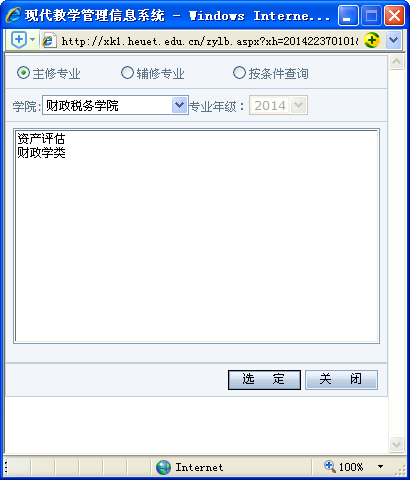 现代教学管理信息系统 - Windows Interne...
http://xk1.heuet.edu.cn/zylb.aspx?xh=201422370101&
主修专业 辅修专业 按条件查询
学院: 财政税务学院 专业年级: 2014
资产评估
财政学类
选 定 关 闭
Internet 100%